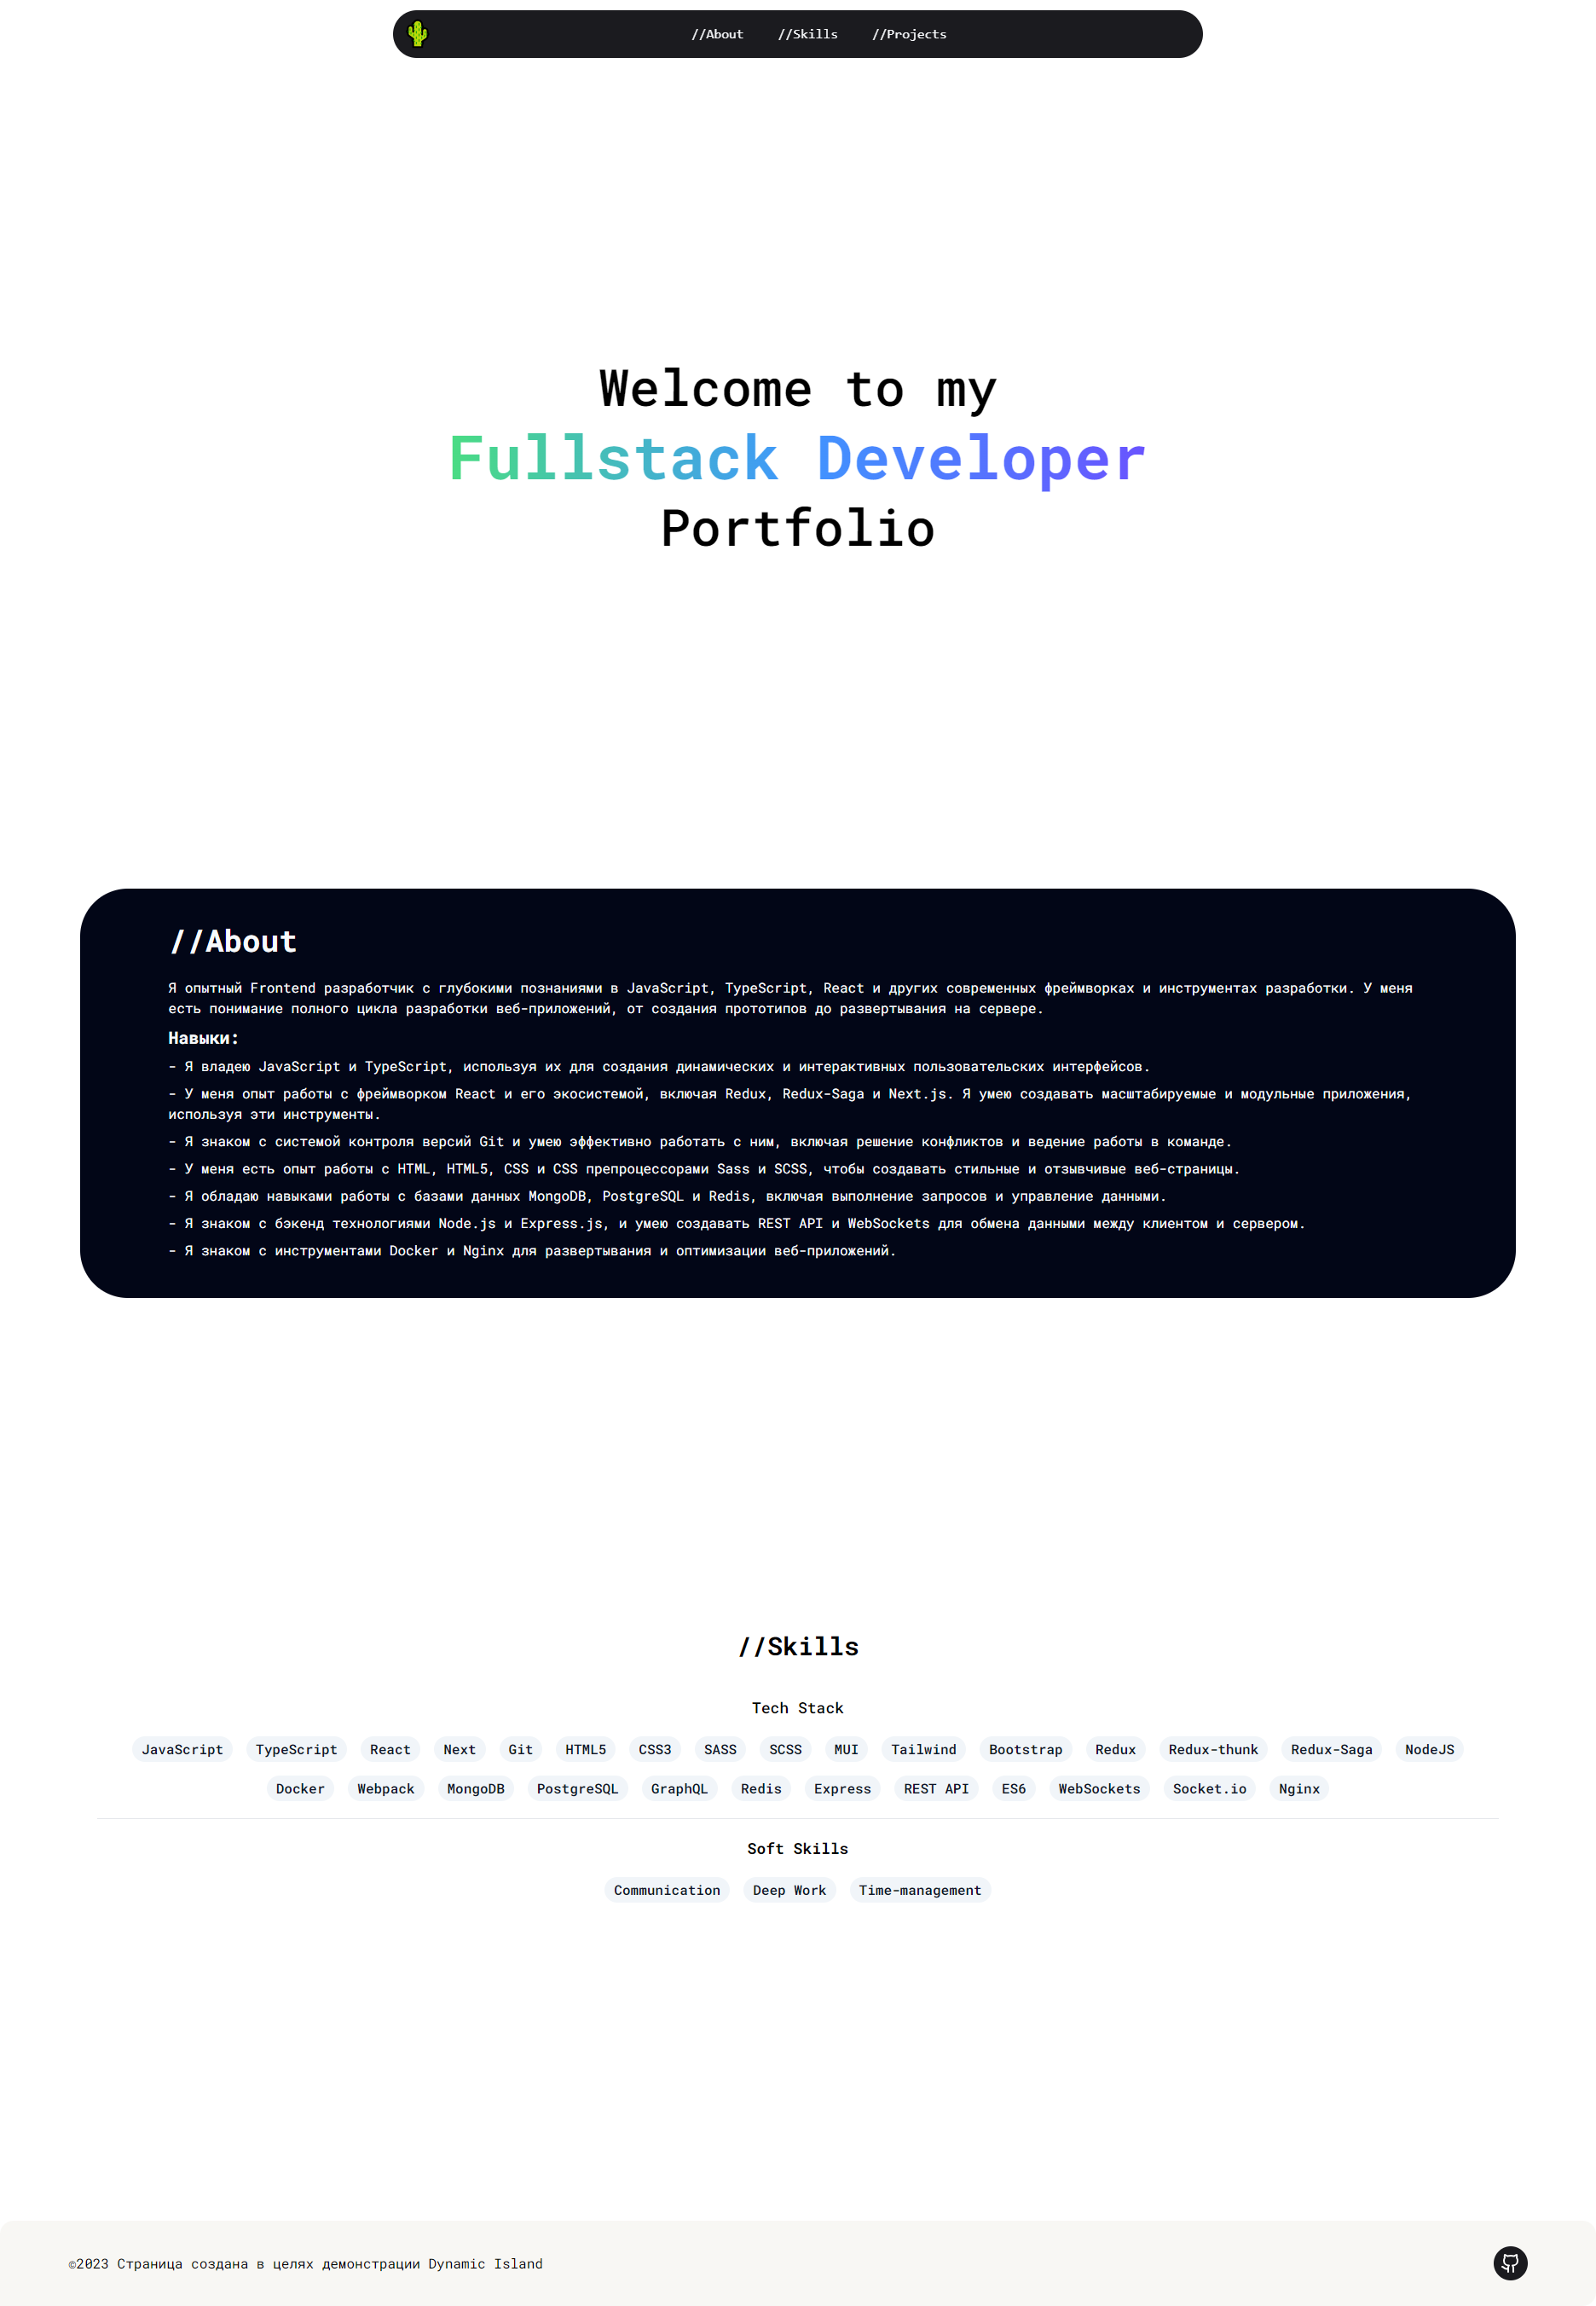 //About //Skills //Projects
Welcome to my
Fullstack Developer
Portfolio
//About
Я опытный Frontend разработчик с глубокими познаниями в JavaScript, TypeScript, React и других современных фреймворках и инструментах разработки. У меня
есть понимание полного цикла разработки веб-приложений, от создания прототипов до развертывания на сервере.
Навыки:
- Я владею JavaScript и TypeScript, используя их для создания динамических и интерактивных пользовательских интерфейсов.
- У меня опыт работы с фреймворком React и его экосистемой, включая Redux, Redux-Saga и Next.js. Я умею создавать масштабируемые и модульные приложения,
используя эти инструменты.
- Я знаком с системой контроля версий Git и умею эффективно работать с ним, включая решение конфликтов и ведение работы в команде.
- У меня есть опыт работы с HTML, HTML5, CSS и CSS препроцессорами Sass и SCSS, чтобы создавать стильные и отзывчивые веб-страницы.
- Я обладаю навыками работы с базами данных MongoDB, PostgreSQL и Redis, включая выполнение запросов и управление данными.
- Я знаком с бэкенд технологиями Node.js и Express.js, и умею создавать REST API и WebSockets для обмена данными между клиентом и сервером.
- Я знаком с инструментами Docker и Nginx для развертывания и оптимизации веб-приложений.
//Skills
Tech Stack
JavaScript TypeScript React Next Git HTML5 CSS3 SASS SCSS MUI Tailwind Bootstrap Redux Redux-thunk Redux-Saga NodeJS
Docker Webpack MongoDB PostgreSQL GraphQL Redis Express REST API ES6 WebSockets Socket.io Nginx
Soft Skills
Communication Deep Work Time-management
©2023 Страница создана в целях демонстрации Dynamic Island